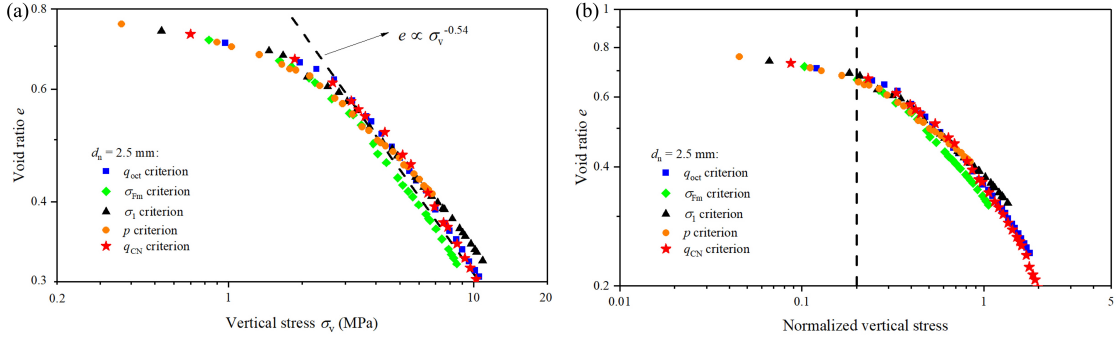 (a)
0.8
0.4
0.3
Void ratio e
e ∝ σv^-0.54
dn = 2.5 mm:
qoct criterion
σFm criterion
σ1 criterion
p criterion
qCN criterion
0.2
1
10
20
Vertical stress σv (MPa)
(b)
1
0.8
0.6
0.4
0.2
Void ratio e
dn = 2.5 mm:
qoct criterion
σFm criterion
σ1 criterion
p criterion
qCN criterion
0.01
0.1
1
5
Normalized vertical stress